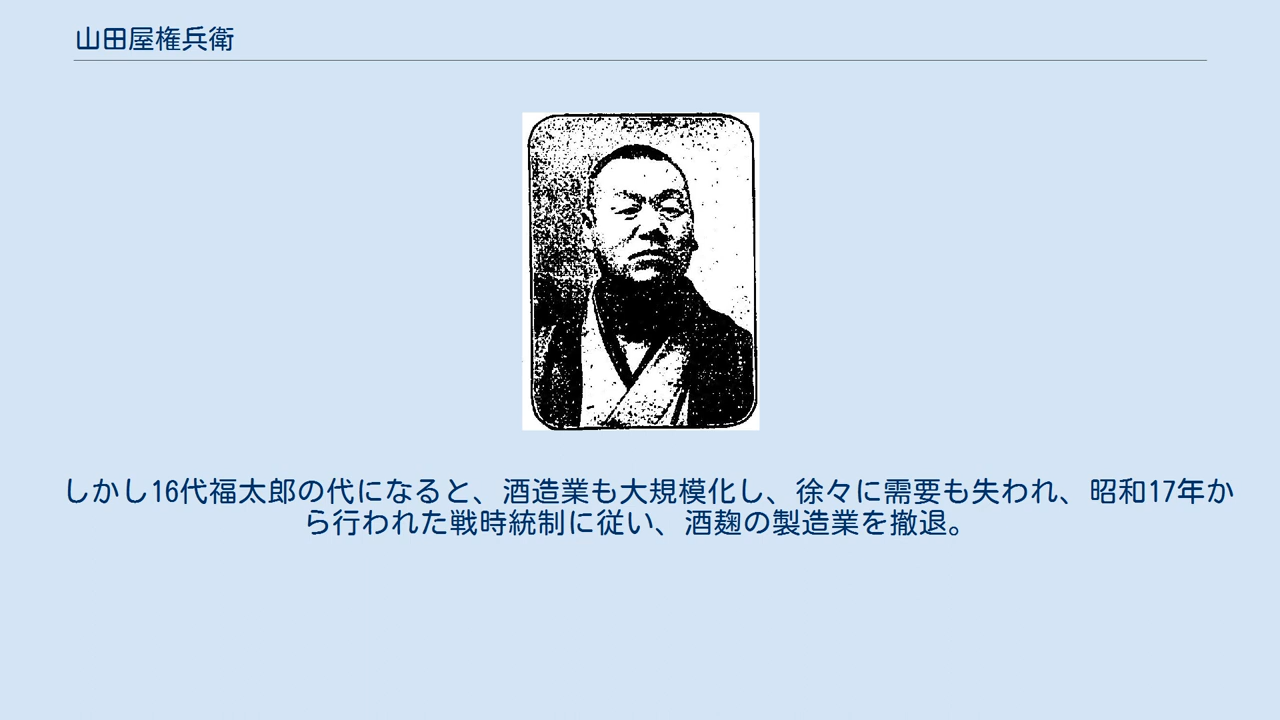 山田屋権兵衛
しかし16代福太郎の代になると、酒造業も大規模化し、徐々に需要も失われ、昭和17年か
ら行われた戦時統制に従い、酒麹の製造業を撤退。